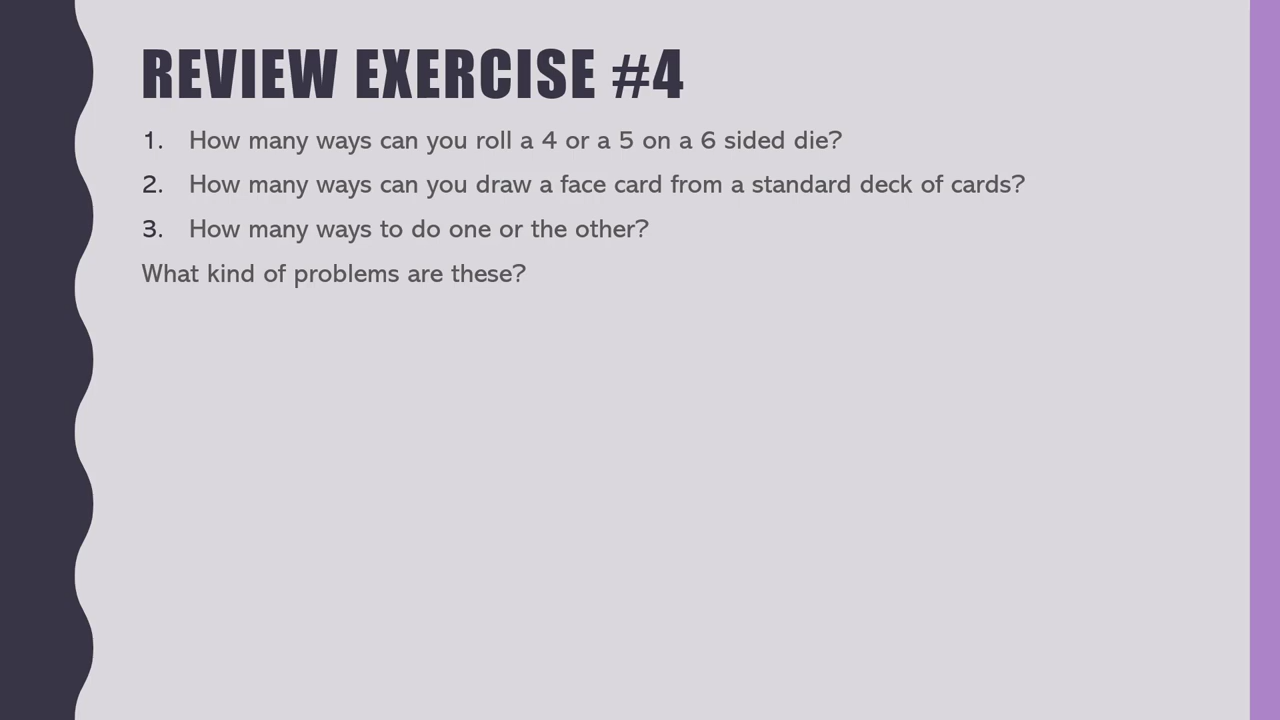 REVIEW EXERCISE #4
1. How many ways can you roll a 4 or a 5 on a 6 sided die?
2. How many ways can you draw a face card from a standard deck of cards?
3. How many ways to do one or the other?
What kind of problems are these?